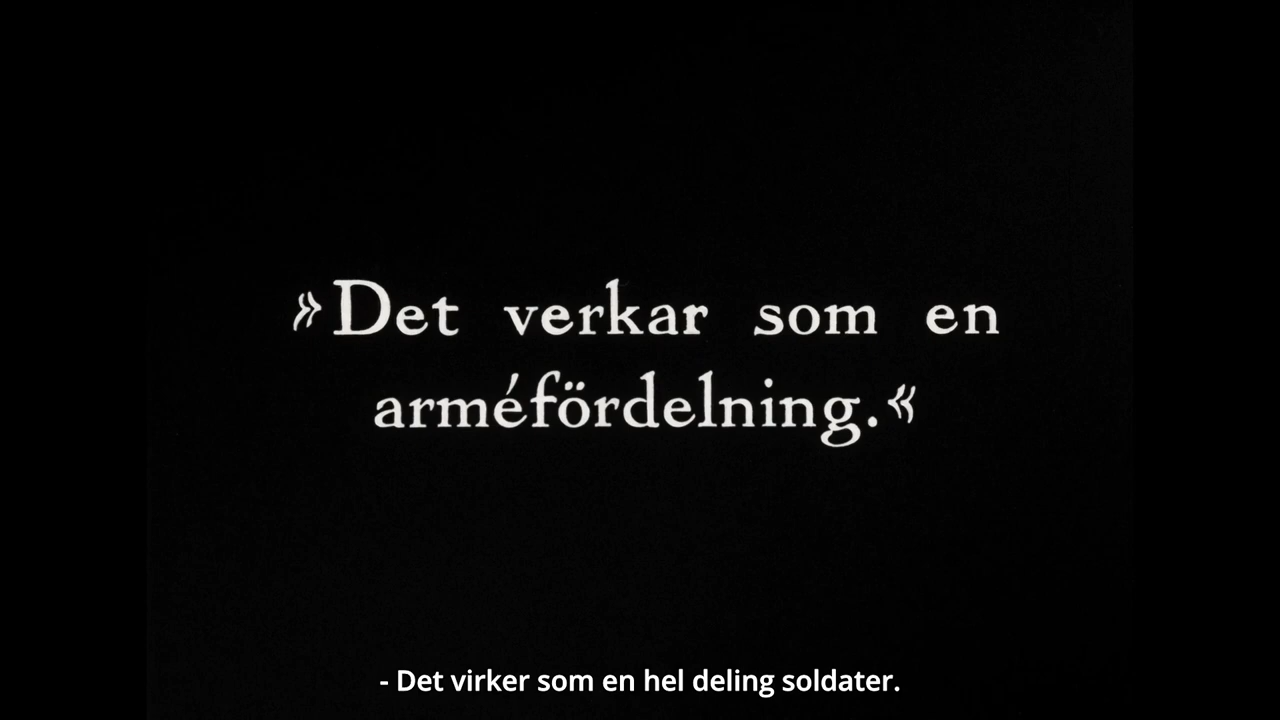 »Det verkar som en
arméfördelning.«
- Det virker som en hel deling soldater.